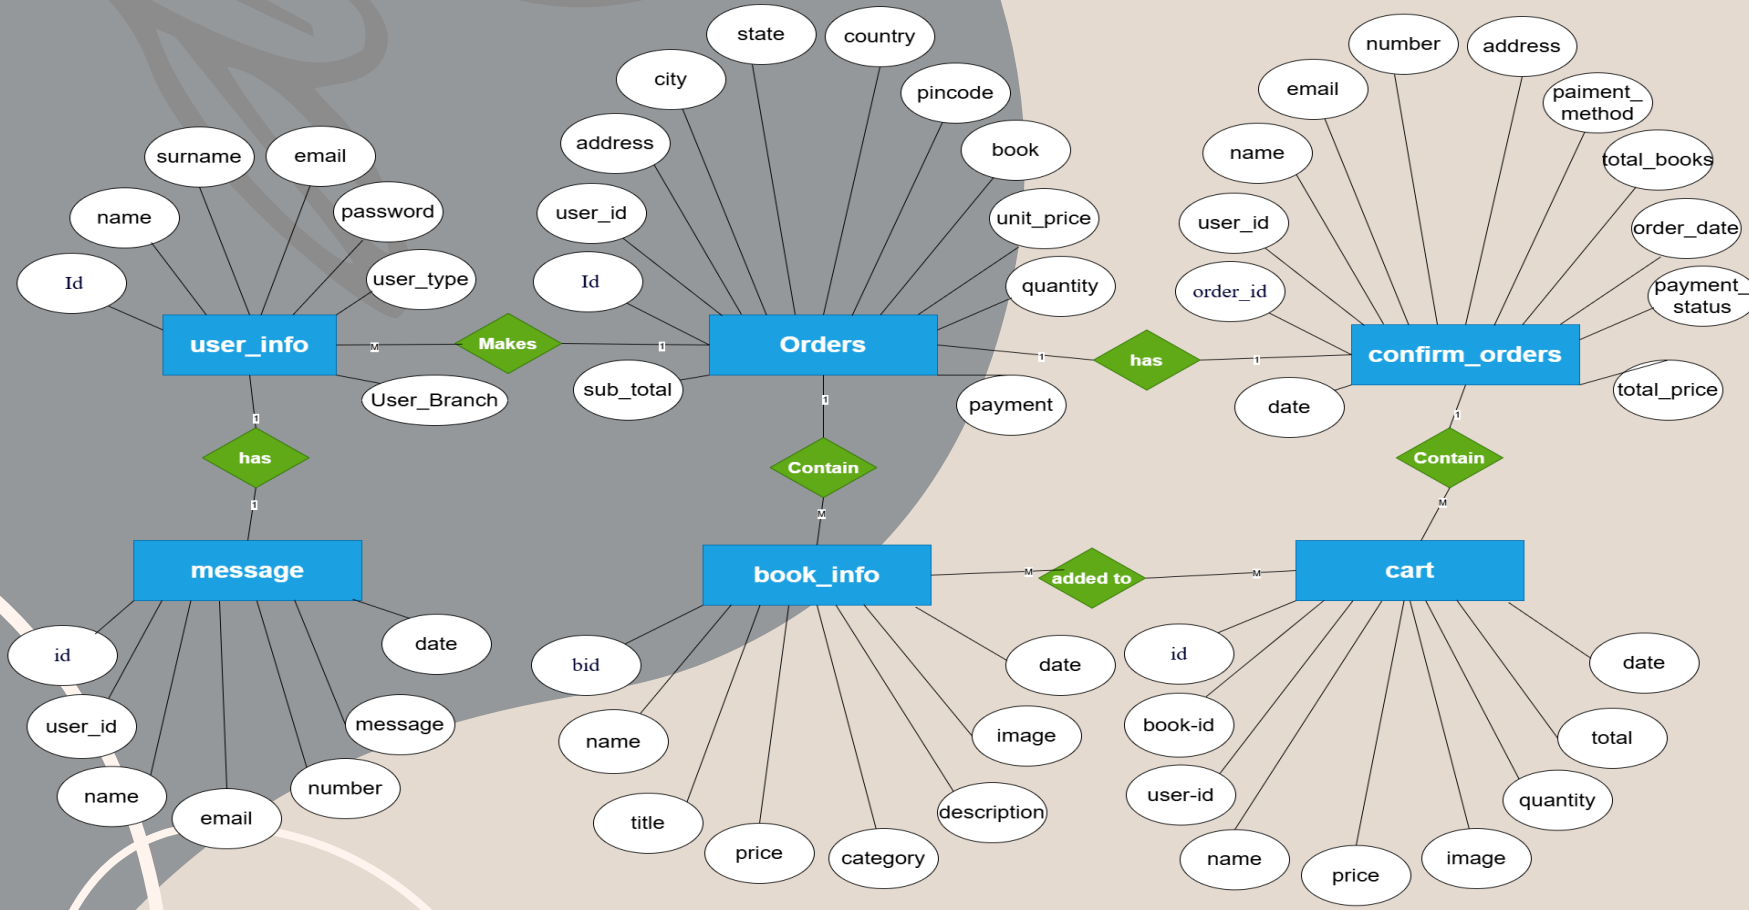 state
country
number
address
city
email
pincode
paiment_
method
address
book
name
total_books
surname
email
name
password
user_id
unit_price
user_id
order_date
Id
user_type
Id
quantity
order_id
payment_
status
user_info
M
Makes
1
Orders
1
has
1
confirm_orders
User_Branch
sub_total
payment
date
total_price
1
1
1
has
Contain
Contain
1
M
M
message
book_info
M
added to
M
cart
id
date
bid
date
id
date
user_id
message
name
image
book-id
total
name
number
title
description
user-id
quantity
email
price
category
name
price
image